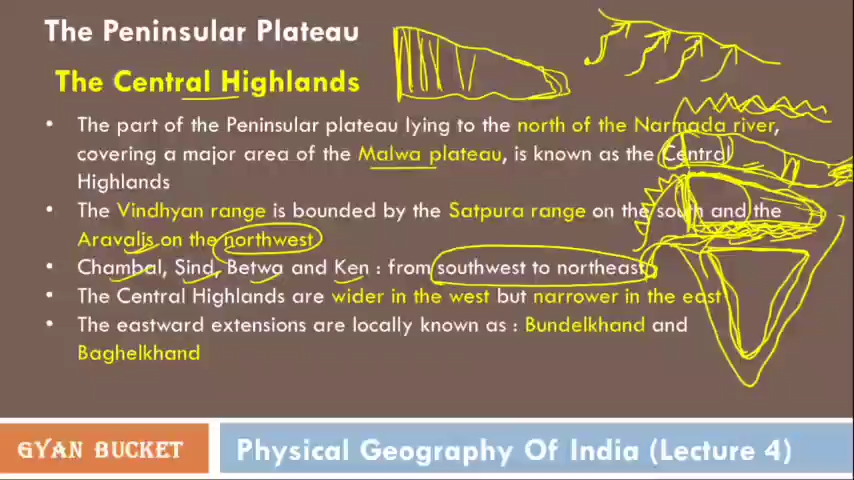 The Peninsular Plateau
The Central Highlands
• The part of the Peninsular plateau lying to the north of the Narmada river,
covering a major area of the Malwa plateau, is known as the Central
Highlands
• The Vindhyan range is bounded by the Satpura range on the south and the
Aravalis on the northwest
• Chambal, Sind, Betwa and Ken : from southwest to northeast
• The Central Highlands are wider in the west but narrower in the east
• The eastward extensions are locally known as : Bundelkhand and
Baghelkhand
GYAN BUCKET
Physical Geography Of India (Lecture 4)